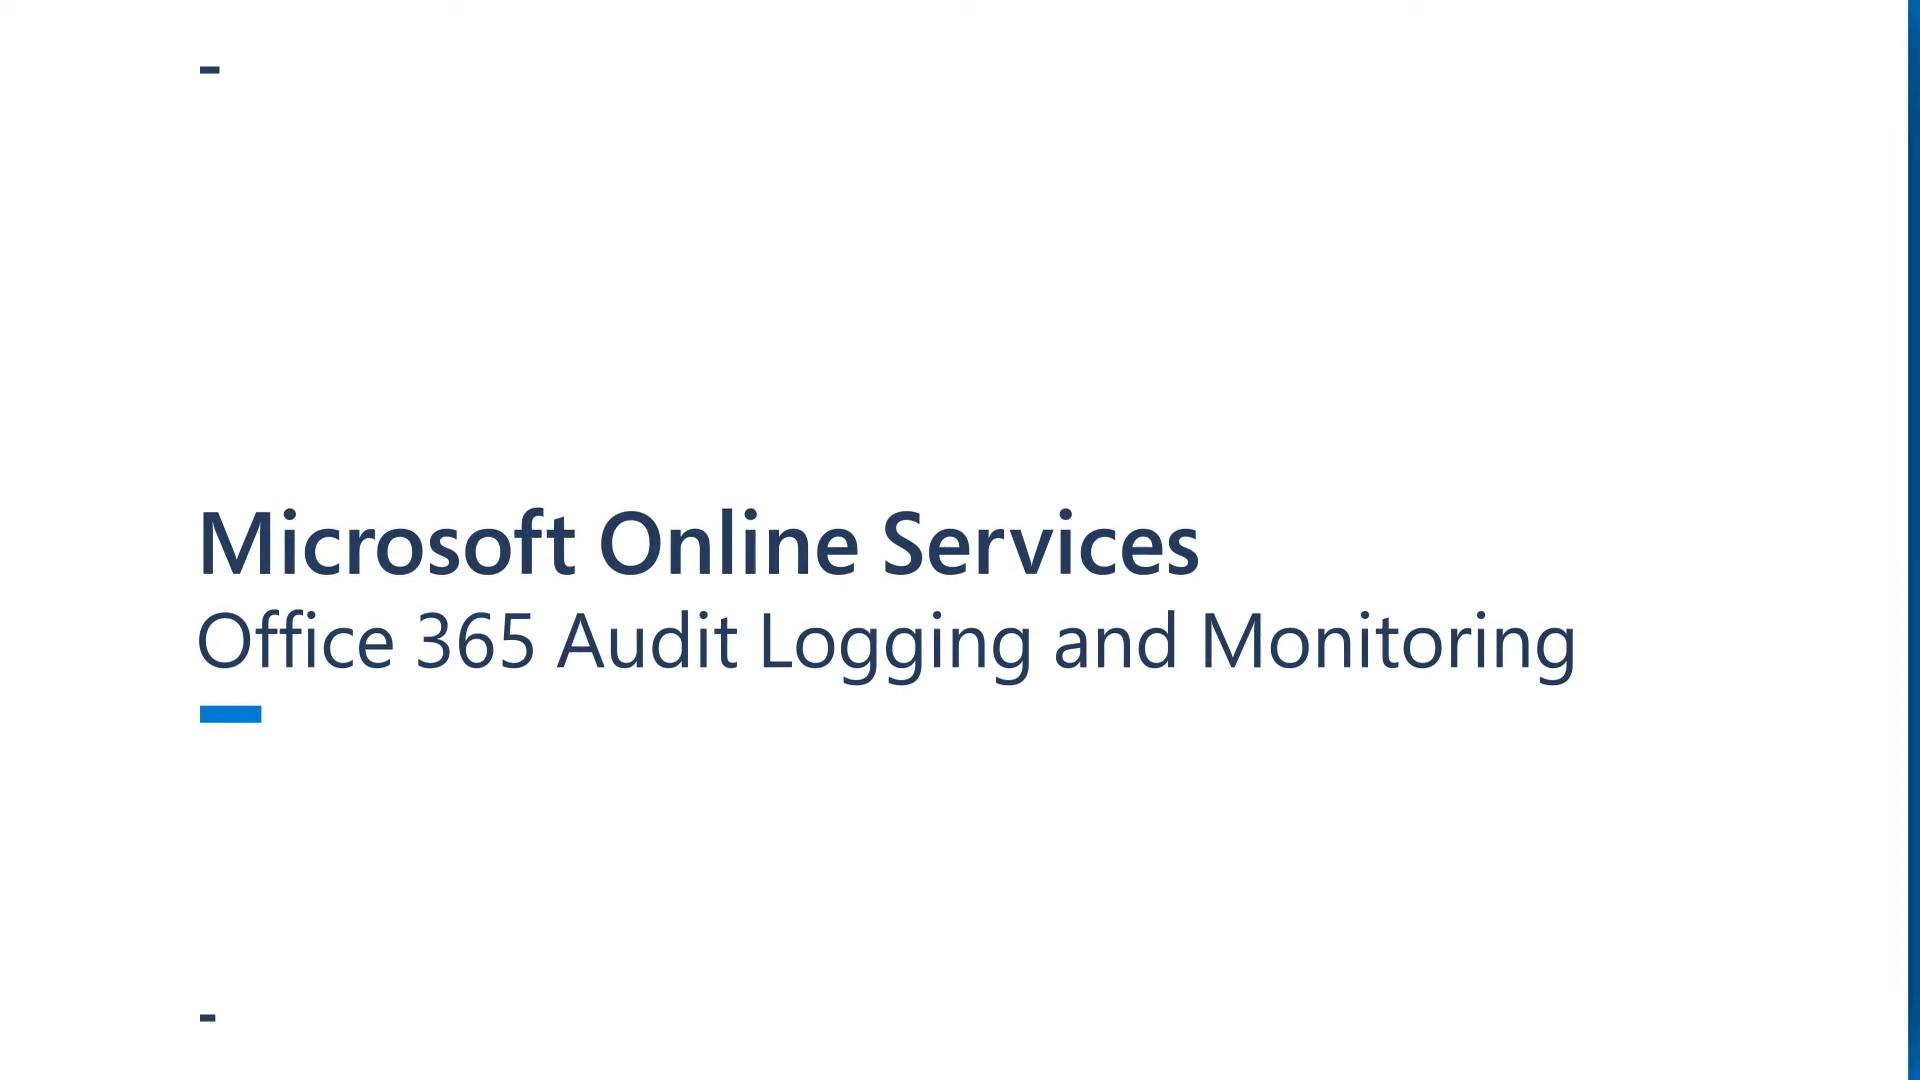 -
Microsoft Online Services
Office 365 Audit Logging and Monitoring
-